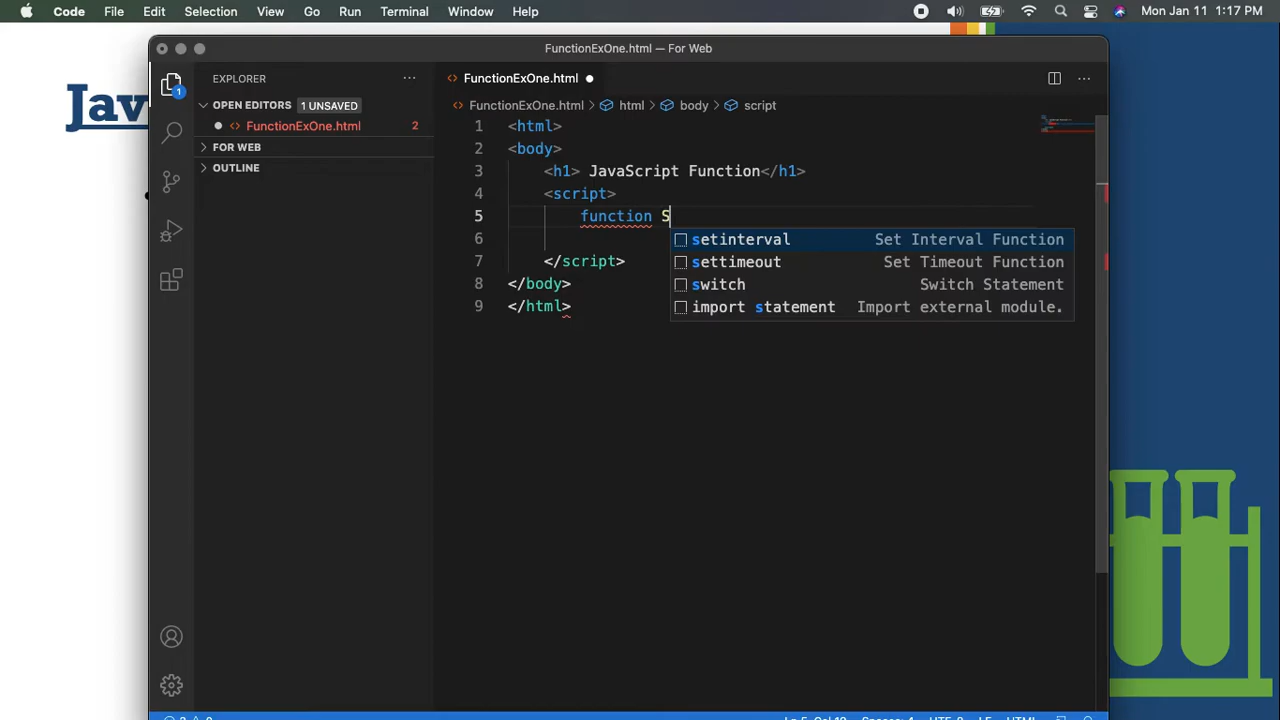 Code File Edit Selection View Go Run Terminal Window Help Mon Jan 11 1:17 PM
FunctionExOne.html — For Web
Jav
EXPLORER
FunctionExOne.html
OPEN EDITORS 1 UNSAVED
FunctionExOne.html 2
FOR WEB
OUTLINE
1
FunctionExOne.html > html > body > script
1 <html>
2 <body>
3 <h1> JavaScript Function</h1>
4 <script>
5 function S
6
7 </script>
8 </body>
9 </html>
setinterval Set Interval Function
settimeout Set Timeout Function
switch Switch Statement
import statement Import external module.